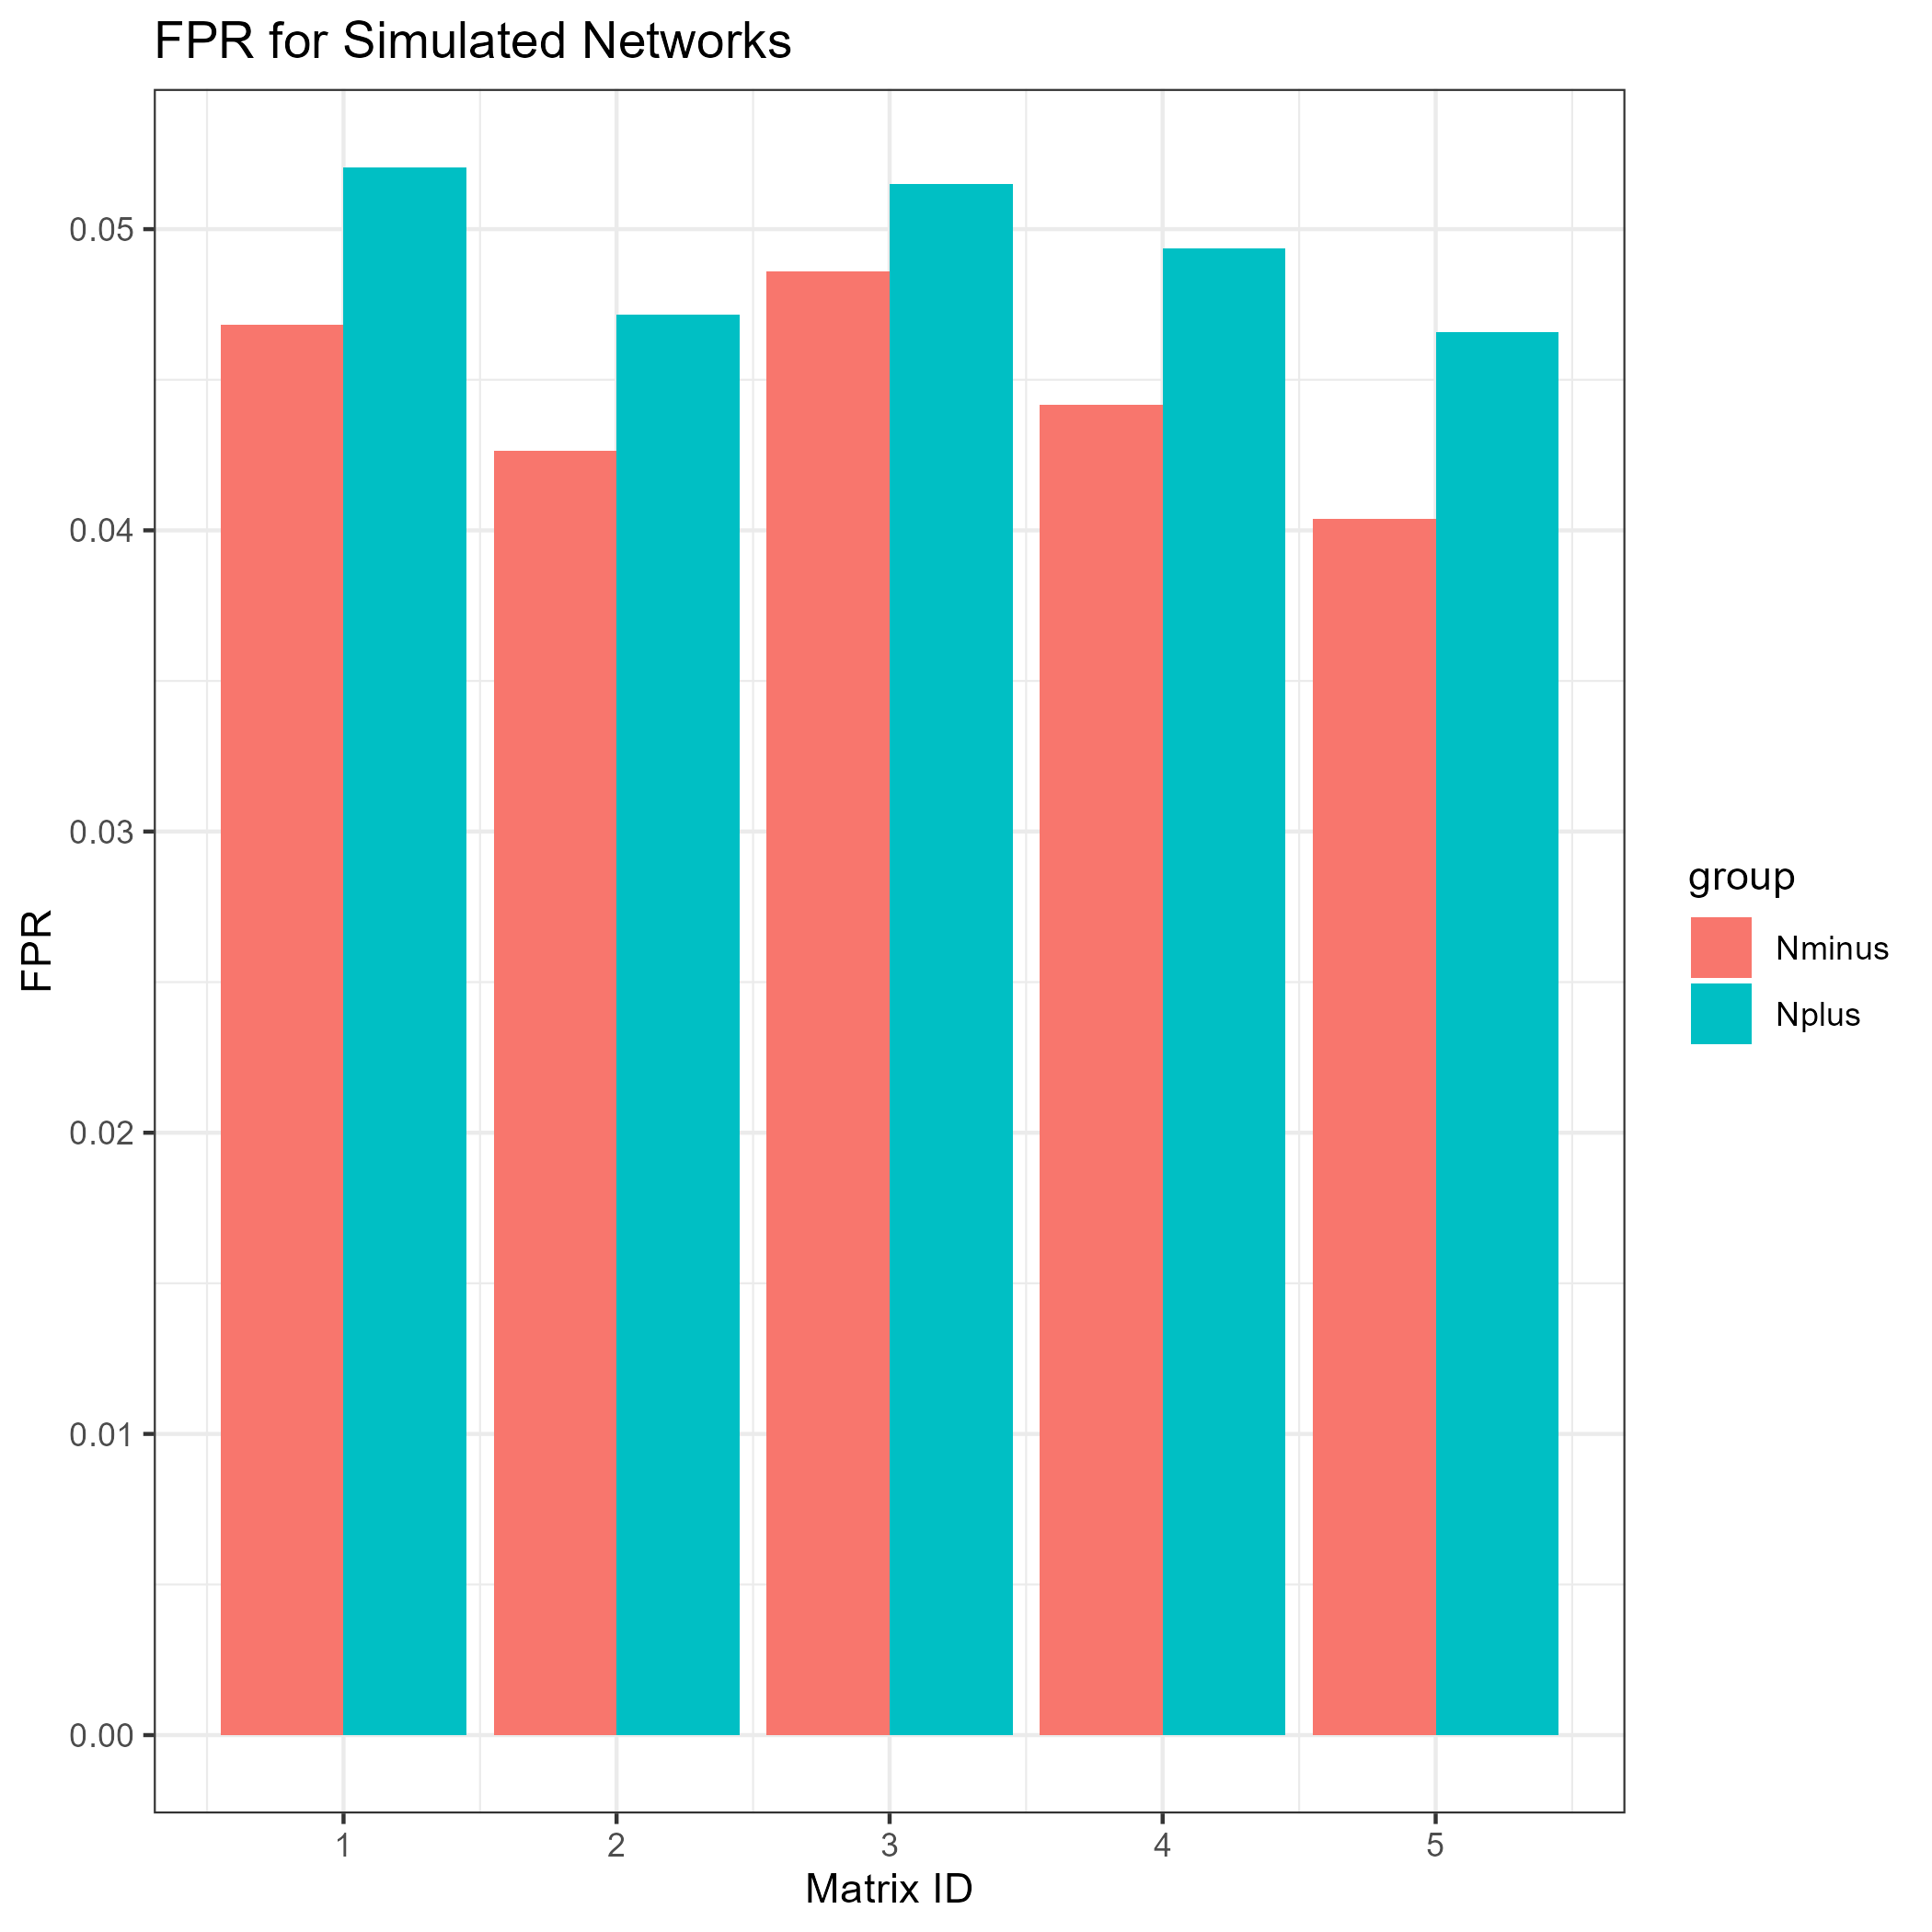 FPR for Simulated Networks
0.05
0.04
0.03
0.02
0.01
0.00
FPR
1 2 3 4 5
Matrix ID
group
Nminus
Nplus